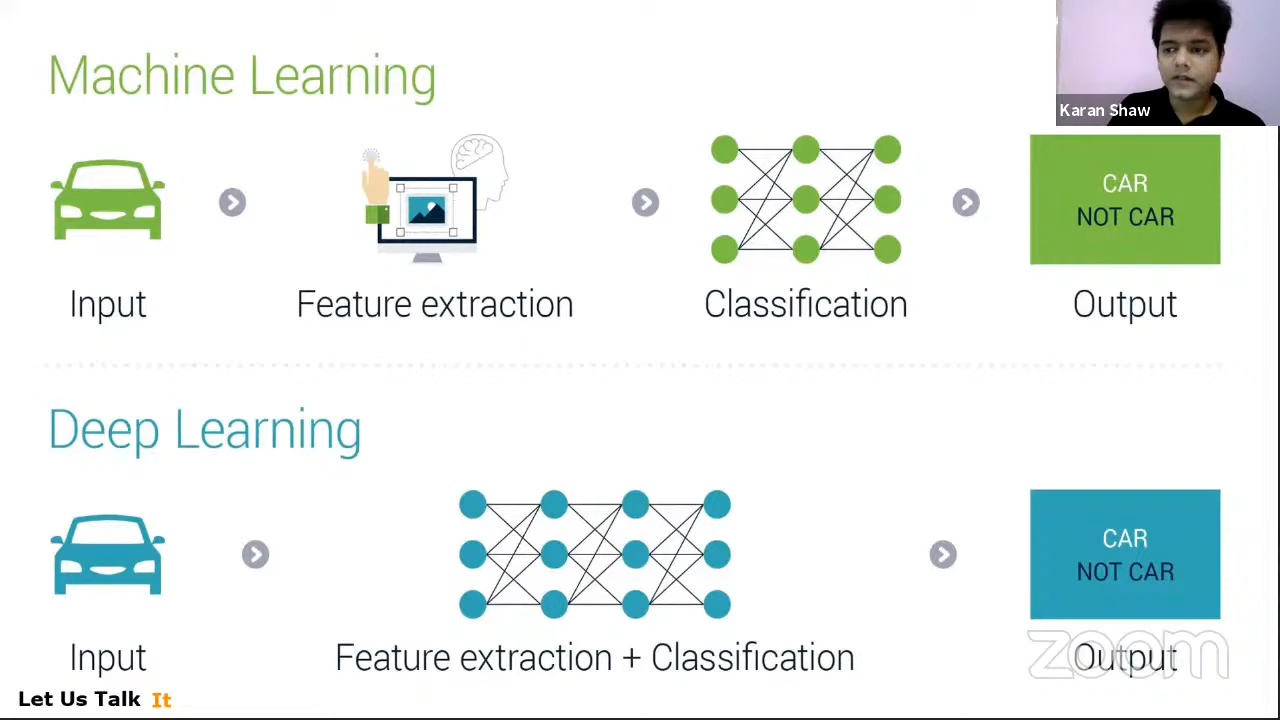 Machine Learning
Karan Shaw
CAR
NOT CAR
Input
Feature extraction
Classification
Output
Deep Learning
CAR
NOT CAR
Input
Feature extraction + Classification
Output
zoom
Let Us Talk It